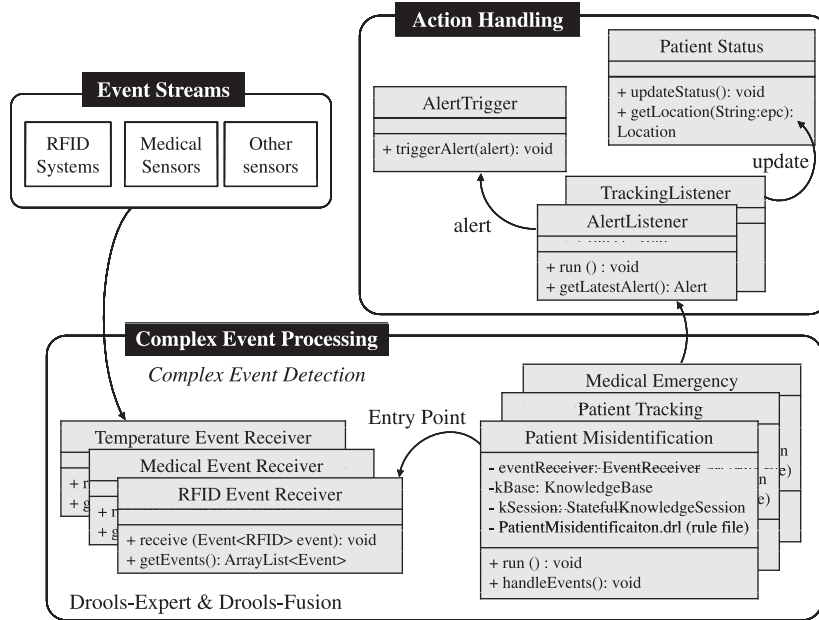 Action Handling
Patient Status
+ updateStatus(): void
+ getLocation(String:epc):
Location
update
AlertTrigger
+ triggerAlert(alert): void
alert
TrackingListener
AlertListener
+ run () : void
+ getLatestAlert(): Alert
Event Streams
RFID
Systems
Medical
Sensors
Other
sensors
Complex Event Processing
Complex Event Detection
Entry Point
Temperature Event Receiver
Medical Event Receiver
RFID Event Receiver
+ receive (Event<RFID> event): void
+ getEvents(): ArrayList<Event>
Medical Emergency
Patient Tracking
Patient Misidentification
- eventReceiver: EventReceiver
-kBase: KnowledgeBase
- kSession: StatefulKnowledgeSession
- PatientMisidentificaiton.drl (rule file)
+ run () : void
+ handleEvents(): void
Drools-Expert & Drools-Fusion